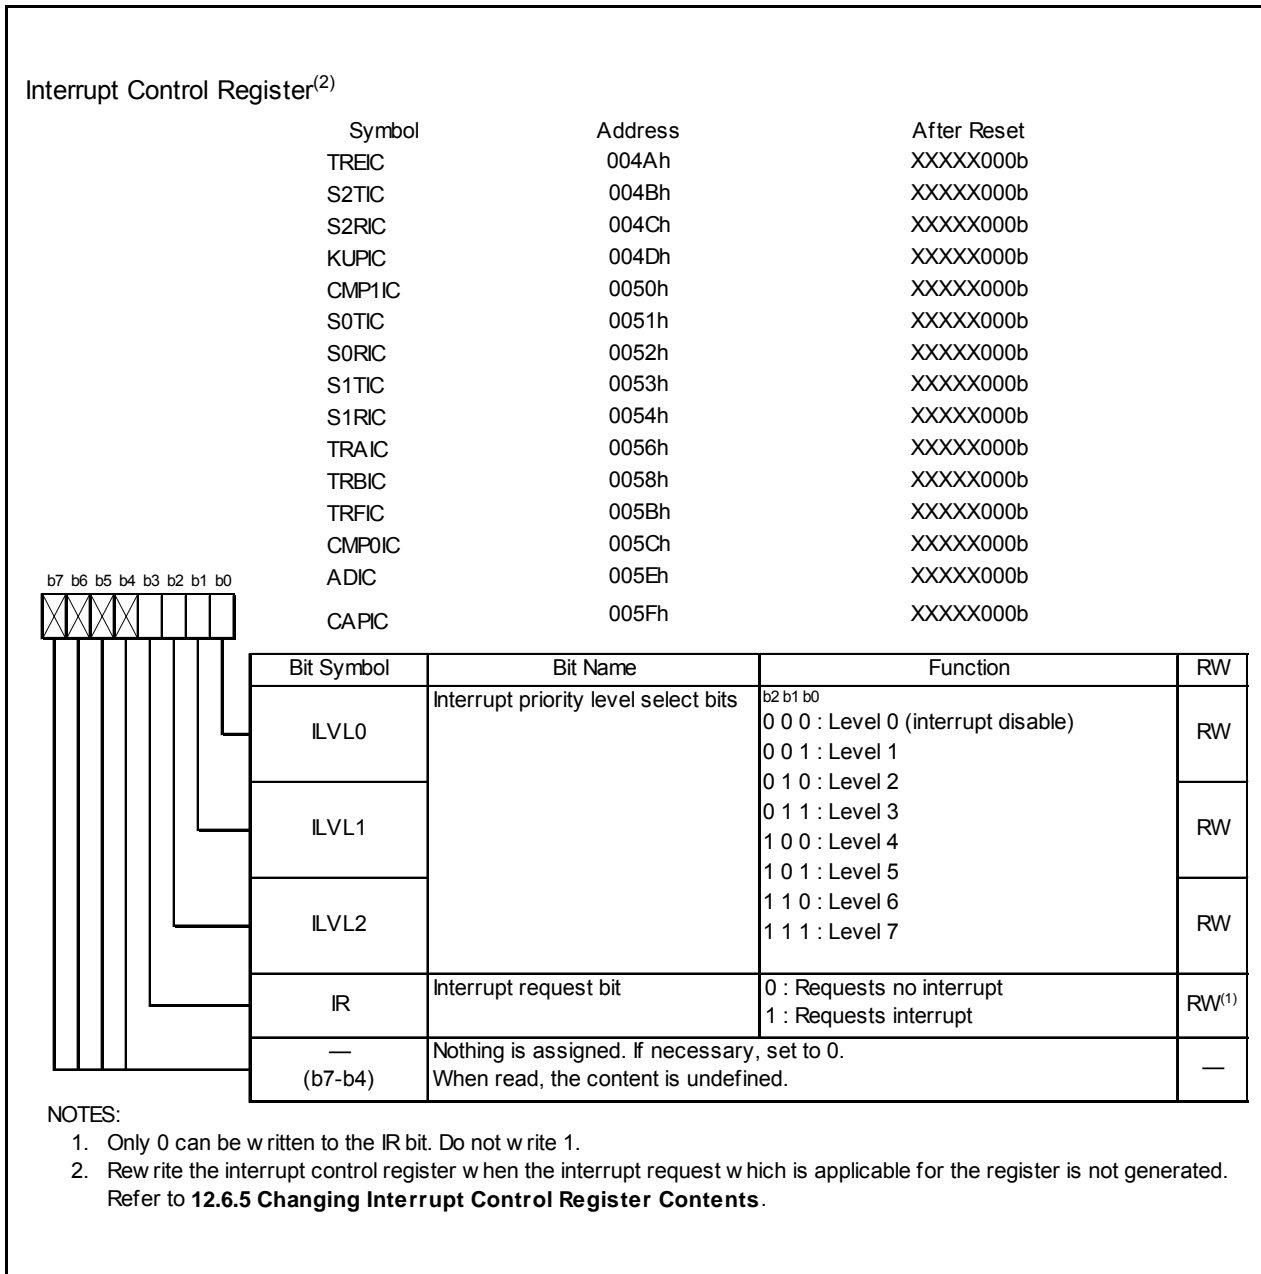 Interrupt Control Register(2)
Symbol Address After Reset
TREIC 004Ah XXXXX000b
S2TIC 004Bh XXXXX000b
S2RIC 004Ch XXXXX000b
KUPIC 004Dh XXXXX000b
CMP1IC 0050h XXXXX000b
S0TIC 0051h XXXXX000b
S0RIC 0052h XXXXX000b
S1TIC 0053h XXXXX000b
S1RIC 0054h XXXXX000b
TRAIC 0056h XXXXX000b
TRBIC 0058h XXXXX000b
TRFIC 005Bh XXXXX000b
CMP0IC 005Ch XXXXX000b
ADIC 005Eh XXXXX000b
CAPIC 005Fh XXXXX000b
b7 b6 b5 b4 b3 b2 b1 b0
Bit Symbol Bit Name Function RW
ILVL0 Interrupt priority level select bits b2 b1 b0 RW
0 0 0 : Level 0 (interrupt disable)
0 0 1 : Level 1
0 1 0 : Level 2
ILVL1 0 1 1 : Level 3 RW
1 0 0 : Level 4
1 0 1 : Level 5
ILVL2 1 1 0 : Level 6 RW
1 1 1 : Level 7
IR Interrupt request bit 0 : Requests no interrupt RW(1)
1 : Requests interrupt
— Nothing is assigned. If necessary, set to 0. —
(b7-b4) When read, the content is undefined.
NOTES:
1. Only 0 can be written to the IR bit. Do not write 1.
2. Rewrite the interrupt control register when the interrupt request which is applicable for the register is not generated.
Refer to 12.6.5 Changing Interrupt Control Register Contents.